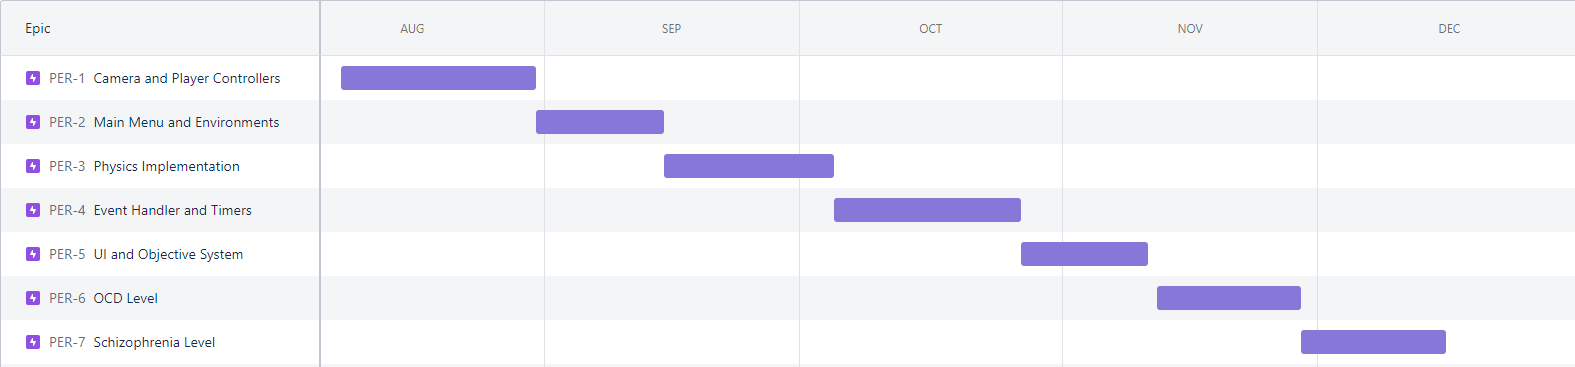 Epic AUG SEP OCT NOV DEC
PER-1 Camera and Player Controllers
PER-2 Main Menu and Environments
PER-3 Physics Implementation
PER-4 Event Handler and Timers
PER-5 UI and Objective System
PER-6 OCD Level
PER-7 Schizophrenia Level